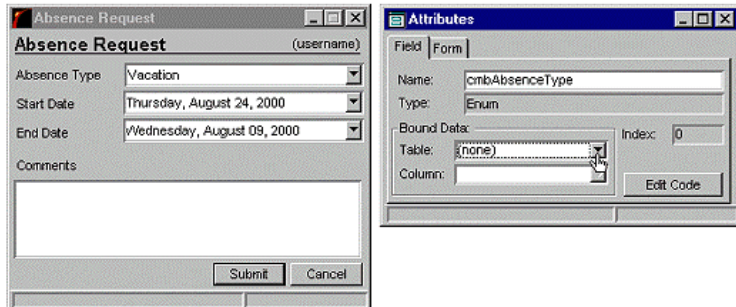 Absence Request
Absence Request (username)
Absence Type Vacation
Start Date Thursday, August 24, 2000
End Date Wednesday, August 09, 2000
Comments
Submit Cancel
Attributes
Field Form
Name: cmbAbsenceType
Type: Enum
Bound Data:
Index: 0
Table: (none)
Column:
Edit Code